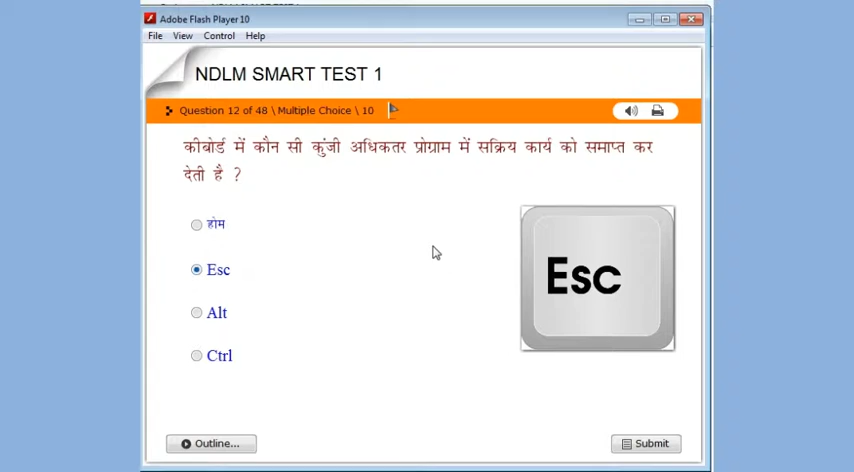 Adobe Flash Player 10
File View Control Help
NDLM SMART TEST 1
Question 12 of 48 \ Multiple Choice \ 10
कीबोर्ड में कौन सी कुंजी अधिकतर प्रोग्राम में सक्रिय कार्य को समाप्त कर
देती है ?
होम
Esc
Esc
Alt
Ctrl
Outline... Submit